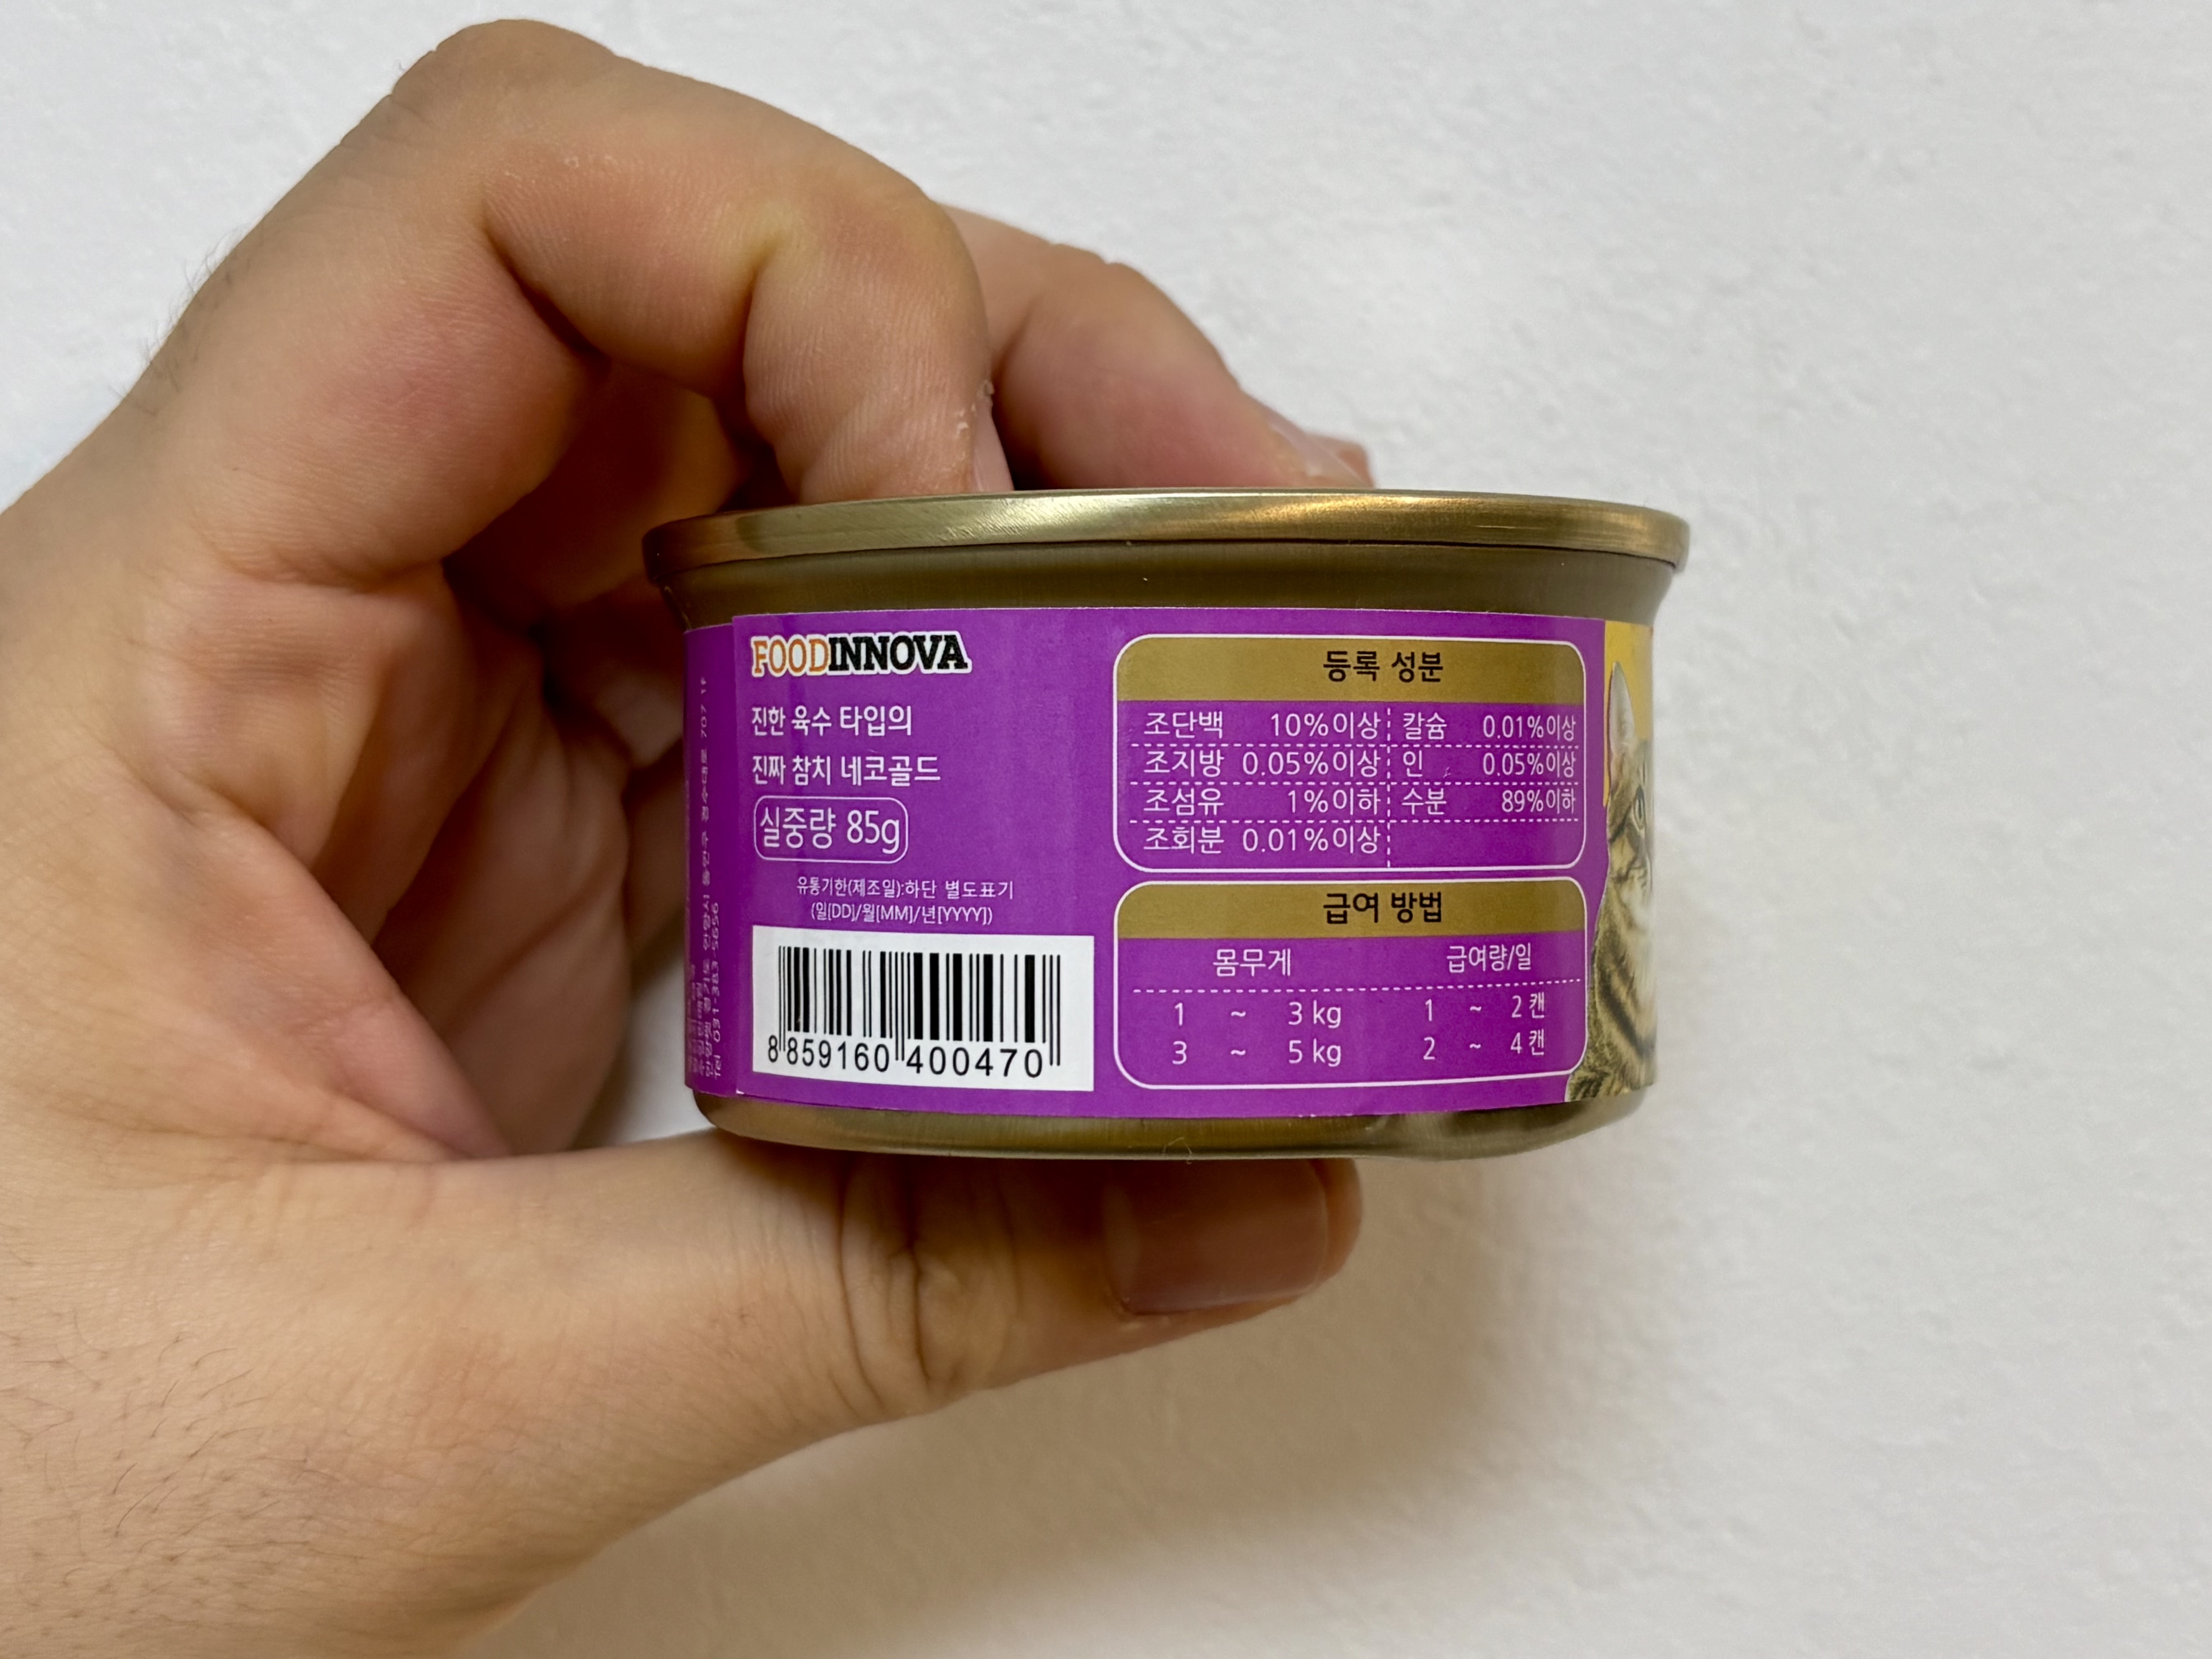 FOODINNOVA
진한 육수 타입의
진짜 참치 네코골드
실중량 85g
유통기한(제조일):하단 별도표기
(일[DD]/월[MM]/년[YYYY])
8 859160 400470
등록 성분
조단백 10%이상 칼슘 0.01%이상
조지방 0.05%이상 인 0.05%이상
조섬유 1%이하 수분 89%이하
조회분 0.01%이상
급여 방법
몸무게 급여량/일
1 ~ 3 kg 1 ~ 2 캔
3 ~ 5 kg 2 ~ 4 캔